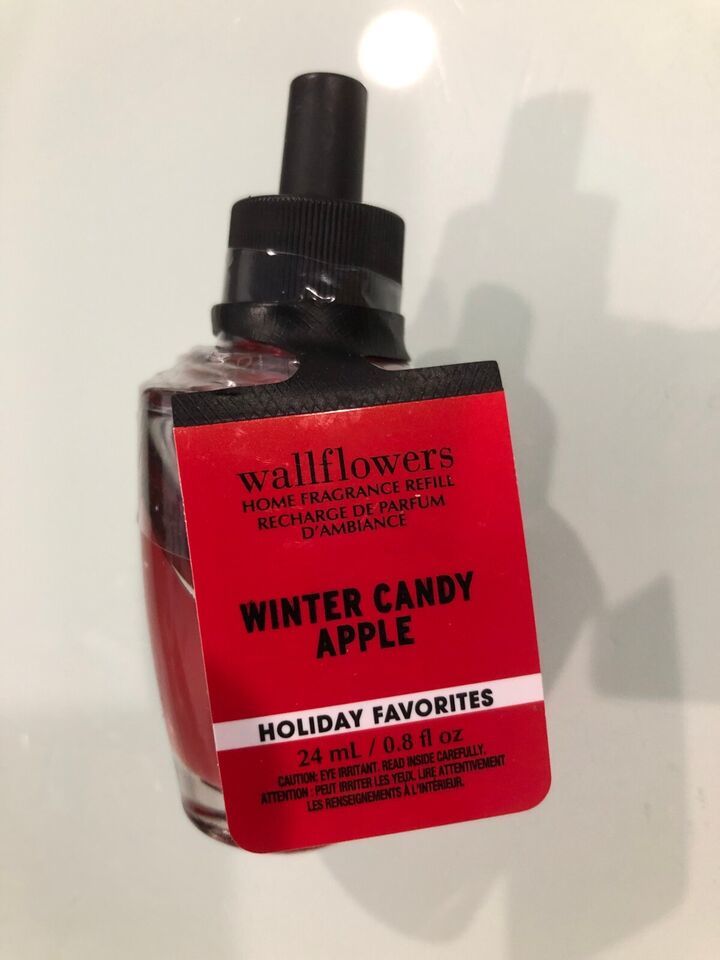 wallflowers
HOME FRAGRANCE REFILL
RECHARGE DE PARFUM
D'AMBIANCE
WINTER CANDY
APPLE
HOLIDAY FAVORITES
24 mL / 0.8 fl oz
CAUTION: EYE IRRITANT. READ INSIDE CAREFULLY.
ATTENTION : PEUT IRRITER LES YEUX. LIRE ATTENTIVEMENT
LES RENSEIGNEMENTS À L'INTÉRIEUR.